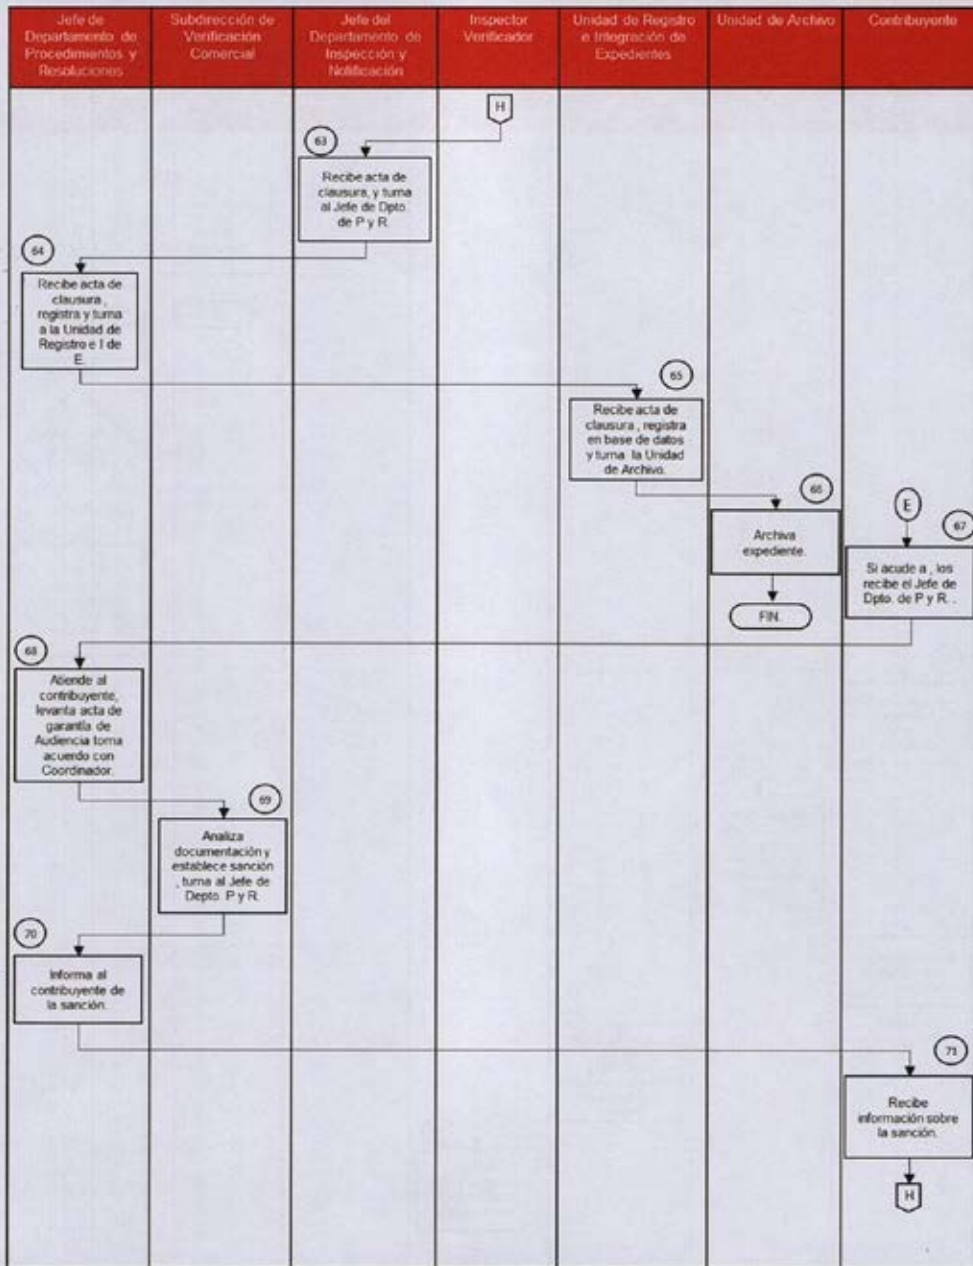 Jefe de
Departamento de
Procedimientos y
Resoluciones
Subdirección de
Verificación
Comercial
Jefe del
Departamento de
Inspección y
Notificación
Inspector
Verificador
Unidad de Registro
e Integración de
Expedientes
Unidad de Archivo
Contribuyente
H
63
Recibe acta de
clausura, y turna
al Jefe de Dpto.
de P y R.
64
Recibe acta de
clausura ,
registra y turna
a la Unidad de
Registro e I de
E.
65
Recibe acta de
clausura , registra
en base de datos
y turna la Unidad
de Archivo.
66
Archiva
expediente.
FIN.
E
67
Si acude a , los
recibe el Jefe de
Dpto. de P y R. .
68
Atiende al
contribuyente,
levanta acta de
garantía de
Audiencia toma
acuerdo con
Coordinador.
69
Analiza
documentación y
establece sanción
, turna al Jefe de
Depto. P y R.
70
Informa al
contribuyente de
la sanción.
71
Recibe
información sobre
la sanción.
H